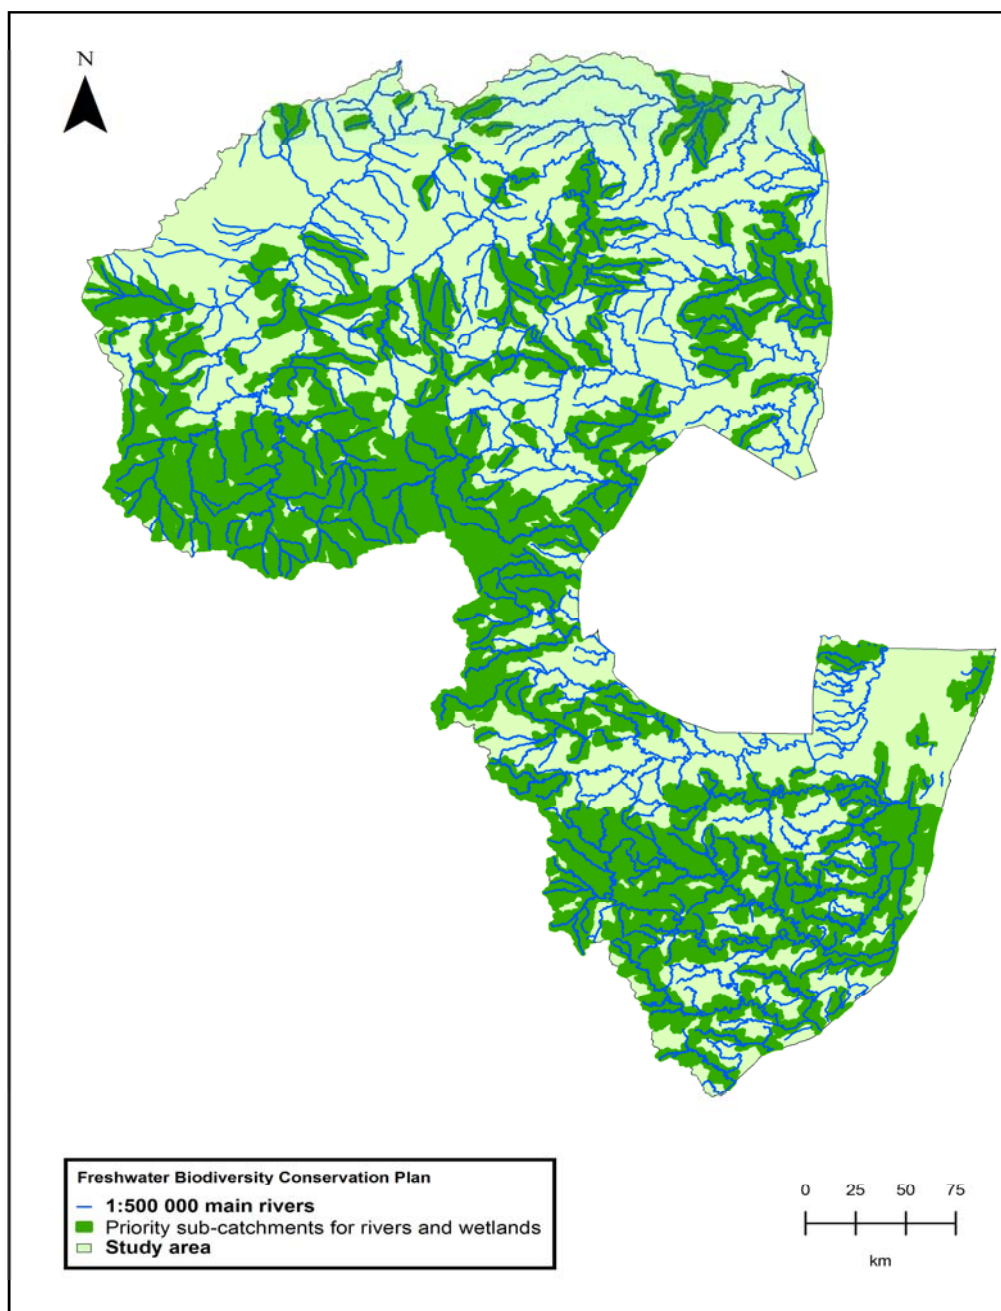 N
Freshwater Biodiversity Conservation Plan
1:500 000 main rivers
Priority sub-catchments for rivers and wetlands
Study area
0 25 50 75
km